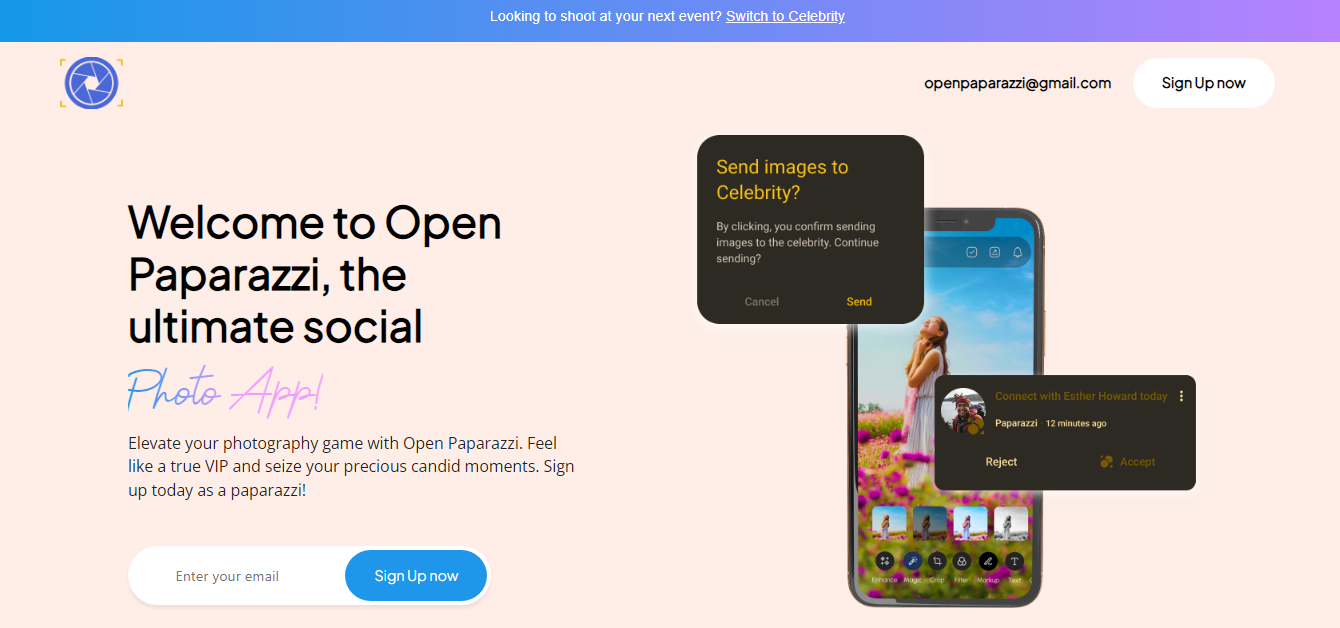 Looking to shoot at your next event? Switch to Celebrity
openpaparazzi@gmail.com
Sign Up now
Welcome to Open
Paparazzi, the
ultimate social
Photo App!
Elevate your photography game with Open Paparazzi. Feel
like a true VIP and seize your precious candid moments. Sign
up today as a paparazzi!
Enter your email
Sign Up now
Send images to
Celebrity?
By clicking, you confirm sending
images to the celebrity. Continue
sending?
Cancel
Send
Connect with Esther Howard today
Paparazzi 12 minutes ago
Reject
Accept
Enhance Magic Crop Filter Markup Text